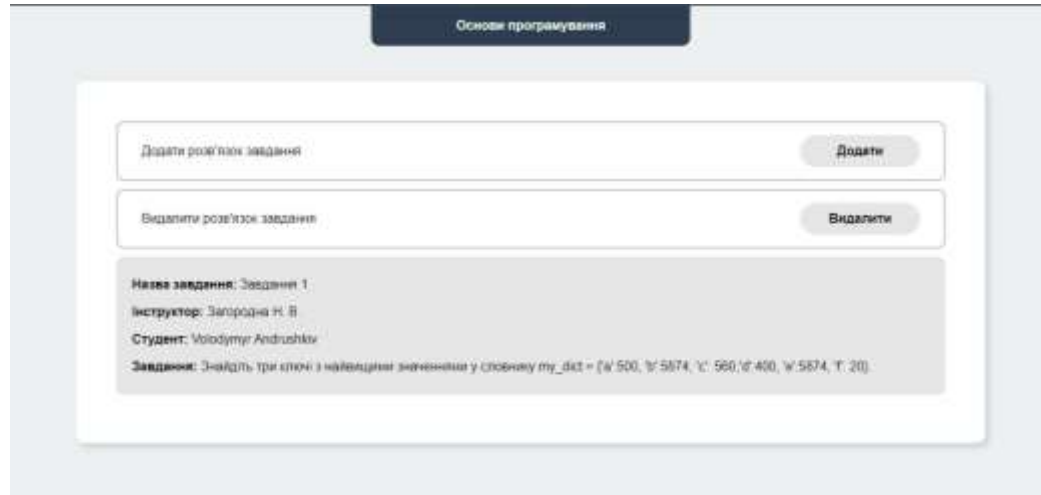 Основи програмування
Додати розв'язок завдання
Додати
Видалити розв'язок завдання
Видалити
Назва завдання: Завдання 1
Інструктор: Загородна Н. В.
Студент: Volodymyr Andrushkiv
Завдання: Знайдіть три ключі з найвищими значеннями у словнику my_dict = {'a':500, 'b':5874, 'c': 560,'d':400, 'e':5874, 'f': 20}.